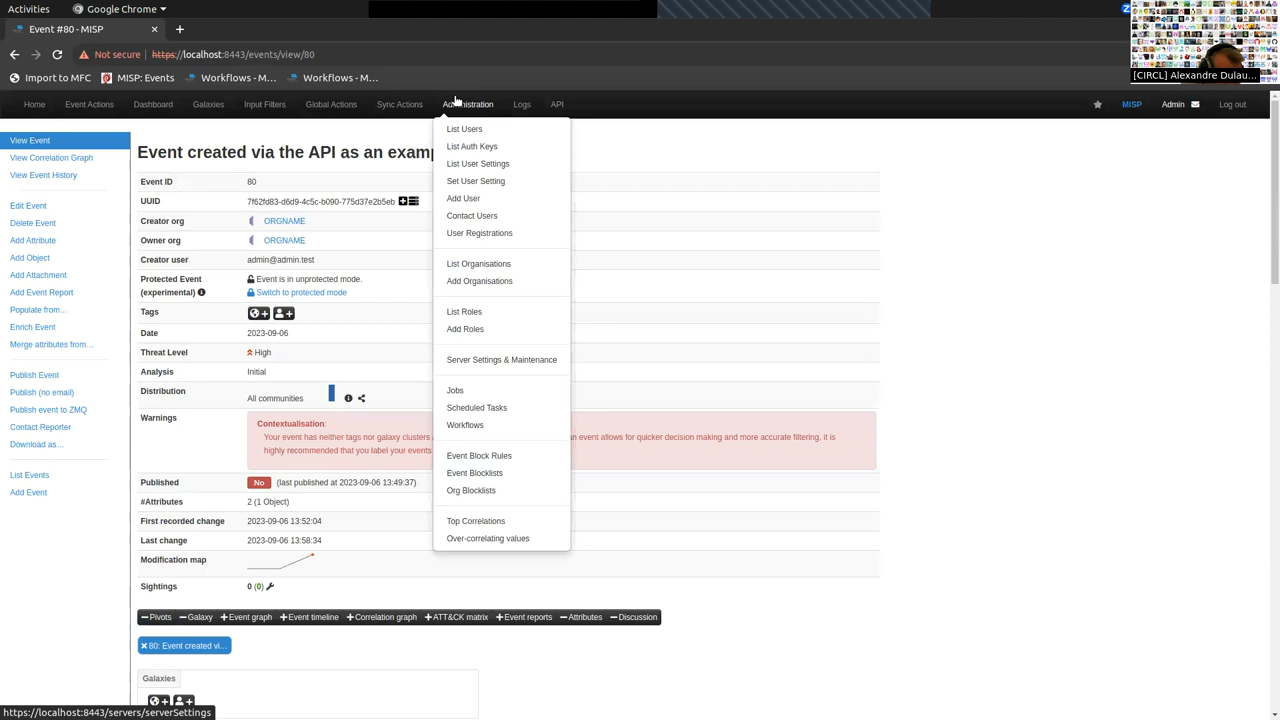 Activities
Google Chrome
Event #80 - MISP
Not secure
https://localhost:8443/events/view/80
Import to MFC
MISP: Events
Workflows - M...
Workflows - M...
[CIRCL] Alexandre Dulau...
Home
Event Actions
Dashboard
Galaxies
Input Filters
Global Actions
Sync Actions
Administration
Logs
API
MISP
Admin
Log out
View Event
View Correlation Graph
View Event History
Edit Event
Delete Event
Add Attribute
Add Object
Add Attachment
Add Event Report
Populate from...
Enrich Event
Merge attributes from...
Publish Event
Publish (no email)
Publish event to ZMQ
Contact Reporter
Download as...
List Events
Add Event
List Users
List Auth Keys
List User Settings
Set User Setting
Add User
Contact Users
User Registrations
List Organisations
Add Organisations
List Roles
Add Roles
Server Settings & Maintenance
Jobs
Scheduled Tasks
Workflows
Event Block Rules
Event Blocklists
Org Blocklists
Top Correlations
Over-correlating values
Event created via the API as an exam
Event ID 80
UUID 7f62fd83-d6d9-4c5c-b090-775d37e2b5eb
Creator org ORGNAME
Owner org ORGNAME
Creator user admin@admin.test
Protected Event (experimental) Event is in unprotected mode.
Switch to protected mode
Tags
Date 2023-09-06
Threat Level High
Analysis Initial
Distribution All communities
Warnings Contextualisation:
Your event has neither tags nor galaxy clusters an event allows for quicker decision making and more accurate filtering, it is
highly recommended that you label your events
Published No (last published at 2023-09-06 13:49:37)
#Attributes 2 (1 Object)
First recorded change 2023-09-06 13:52:04
Last change 2023-09-06 13:58:34
Modification map
Sightings 0 (0)
Pivots Galaxy Event graph Event timeline Correlation graph ATT&CK matrix Event reports Attributes Discussion
80: Event created vi...
Galaxies
https://localhost:8443/servers/serverSettings